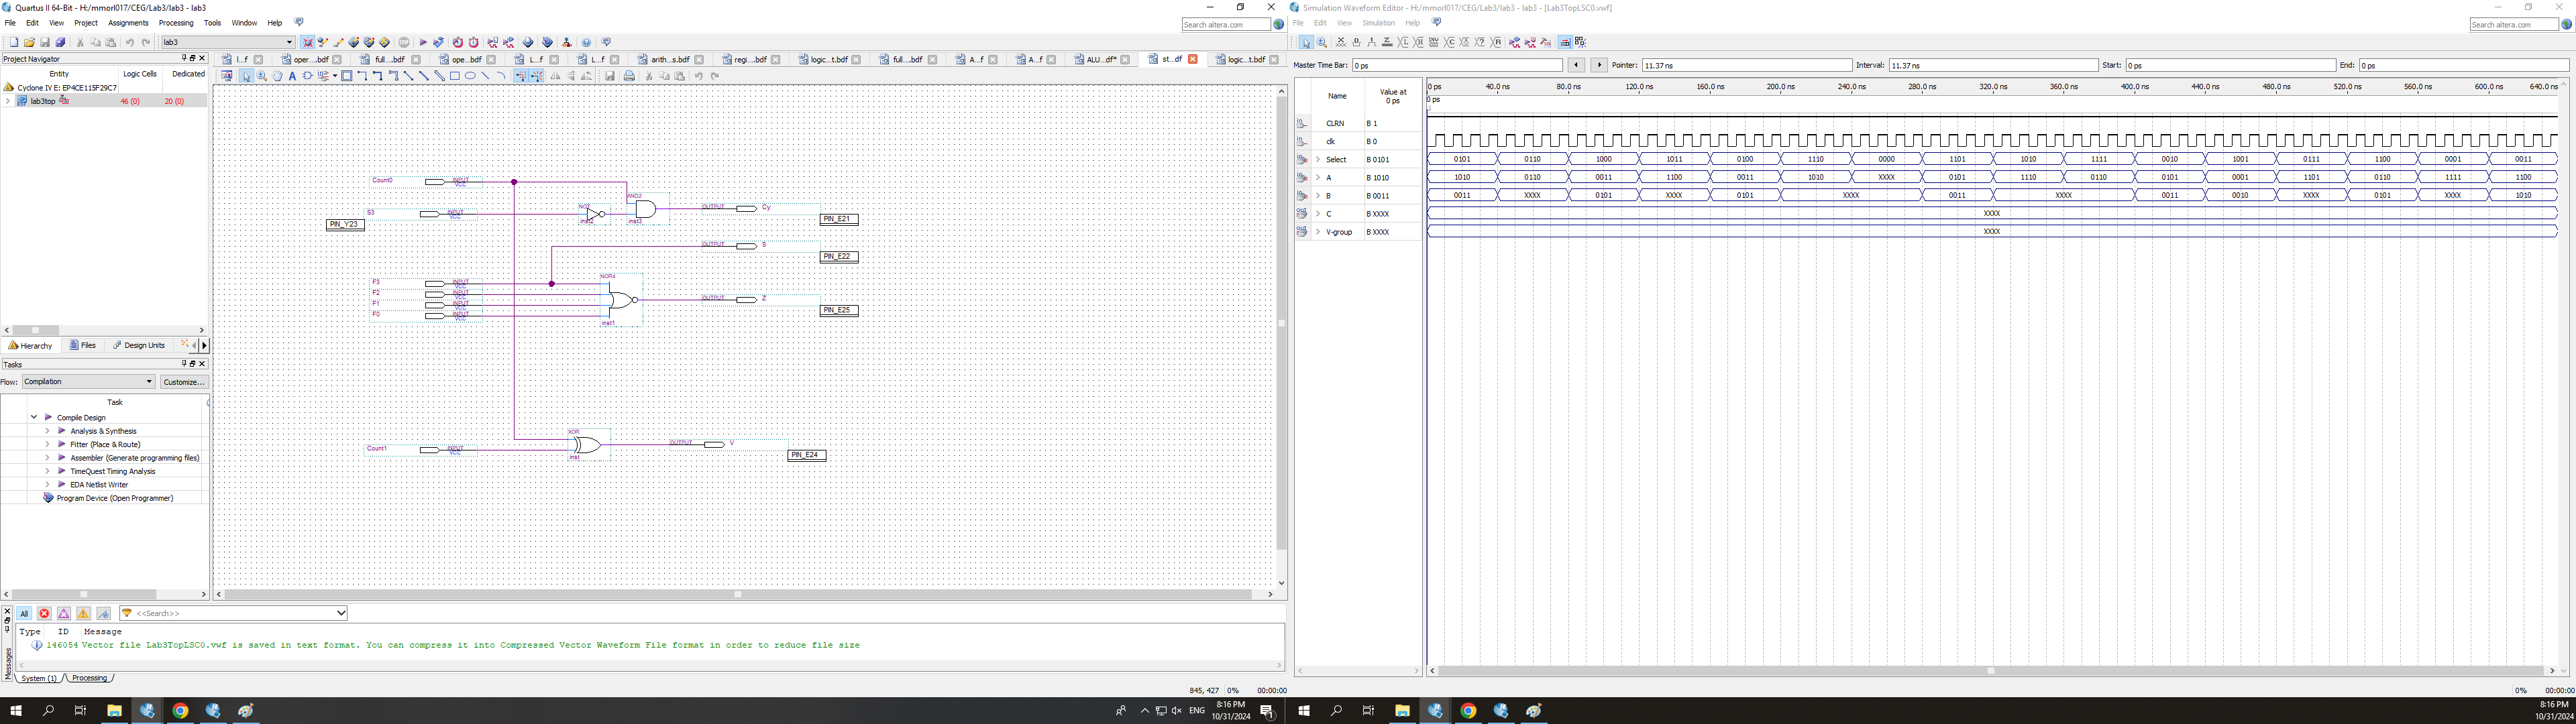 Quartus II 64-Bit - H:/mmorl017/CEG/Lab3/lab3 - lab3
File Edit View Project Assignments Processing Tools Window Help
Search altera.com
lab3
Project Navigator
Entity Logic Cells Dedicated
Cyclone IV E: EP4CE115F29C7
lab3top 46 (0) 20 (0)
Hierarchy Files Design Units
Tasks
Flow: Compilation Customize...
Task
Compile Design
Analysis & Synthesis
Fitter (Place & Route)
Assembler (Generate programming files)
TimeQuest Timing Analysis
EDA Netlist Writer
Program Device (Open Programmer)
l...f oper....bdf full....bdf ope...bdf L...f L...f arith...s.bdf regi....bdf logic...t.bdf full...bdf A...f A...f ALU...df* st...df logic...t.bdf
Count0 INPUT VCC
AND2
S3 INPUT VCC NOT inst2 inst3 OUTPUT Cy
PIN_Y23 PIN_E21
OUTPUT S
PIN_E22
NOR4
F3 INPUT VCC
F2 INPUT VCC
F1 INPUT VCC
F0 INPUT VCC
inst1
OUTPUT Z
PIN_E25
XOR
Count1 INPUT VCC
inst
OUTPUT V
PIN_E24
All <<Search>>
Type ID Message
146054 Vector file Lab3TopLSC0.vwf is saved in text format. You can compress it into Compressed Vector Waveform File format in order to reduce file size
Messages
System (1) Processing
845, 427 0% 00:00:00
ENG 8:16 PM
10/31/2024
1
Simulation Waveform Editor - H:/mmorl017/CEG/Lab3/lab3 - lab3 - [Lab3TopLSC0.vwf]
File Edit View Simulation Help
Search altera.com
Master Time Bar: 0 ps Pointer: 11.37 ns Interval: 11.37 ns Start: 0 ps End: 0 ps
Name Value at 0 ps
0 ps 40.0 ns 80.0 ns 120.0 ns 160.0 ns 200.0 ns 240.0 ns 280.0 ns 320.0 ns 360.0 ns 400.0 ns 440.0 ns 480.0 ns 520.0 ns 560.0 ns 600.0 ns 640.0 ns
0 ps
CLRN B 1
clk B 0
Select B 0101 0101 0110 1000 1011 0100 1110 0000 1101 1010 1111 0010 1001 0111 1100 0001 0011
A B 1010 1010 0110 0011 1100 0011 1010 XXXX 0101 1110 0110 0101 0001 1101 0110 1111 1100
B B 0011 0011 XXXX 0101 XXXX 0101 XXXX 0011 XXXX 0011 0010 XXXX 0101 XXXX 1010
C B XXXX XXXX
V-group B XXXX XXXX
0% 00:00:00
8:16 PM
10/31/2024